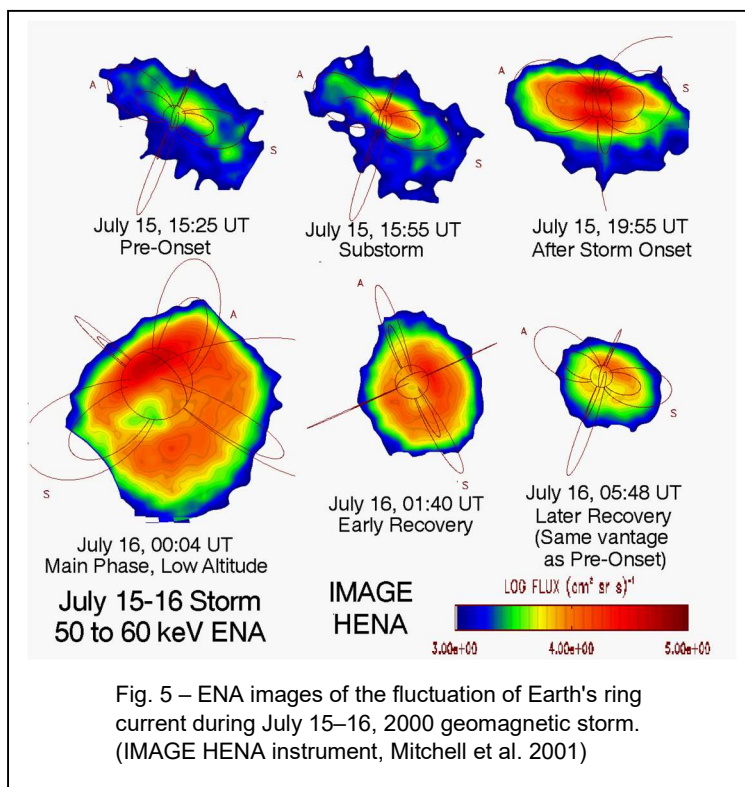 A
S
July 15, 15:25 UT
Pre-Onset
A
S
July 15, 15:55 UT
Substorm
A
S
July 15, 19:55 UT
After Storm Onset
A
S
July 16, 00:04 UT
Main Phase, Low Altitude
A
S
July 16, 01:40 UT
Early Recovery
A
S
July 16, 05:48 UT
Later Recovery
(Same vantage
as Pre-Onset)
July 15-16 Storm
50 to 60 keV ENA
IMAGE
HENA
LOG FLUX (cm² sr s)⁻¹
3.00e+00 4.00e+00 5.00e+00
Fig. 5 – ENA images of the fluctuation of Earth's ring
current during July 15–16, 2000 geomagnetic storm.
(IMAGE HENA instrument, Mitchell et al. 2001)